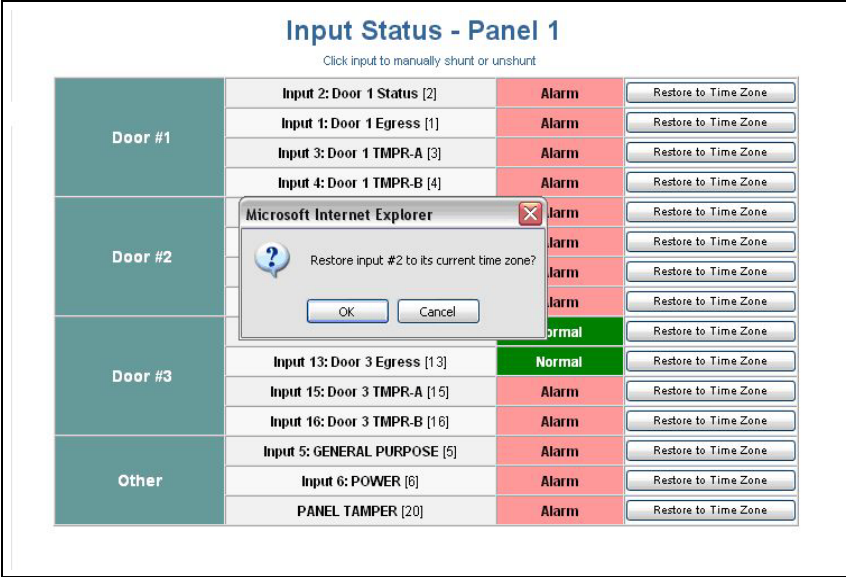 Input Status - Panel 1
Click input to manually shunt or unshunt
Door #1
Input 2: Door 1 Status [2] Alarm Restore to Time Zone
Input 1: Door 1 Egress [1] Alarm Restore to Time Zone
Input 3: Door 1 TMPR-A [3] Alarm Restore to Time Zone
Input 4: Door 1 TMPR-B [4] Alarm Restore to Time Zone
Door #2
Restore to Time Zone
Restore to Time Zone
Restore to Time Zone
Restore to Time Zone
Microsoft Internet Explorer
Restore input #2 to its current time zone?
OK Cancel
Door #3
Restore to Time Zone
Input 13: Door 3 Egress [13] Normal Restore to Time Zone
Input 15: Door 3 TMPR-A [15] Alarm Restore to Time Zone
Input 16: Door 3 TMPR-B [16] Alarm Restore to Time Zone
Other
Input 5: GENERAL PURPOSE [5] Alarm Restore to Time Zone
Input 6: POWER [6] Alarm Restore to Time Zone
PANEL TAMPER [20] Alarm Restore to Time Zone